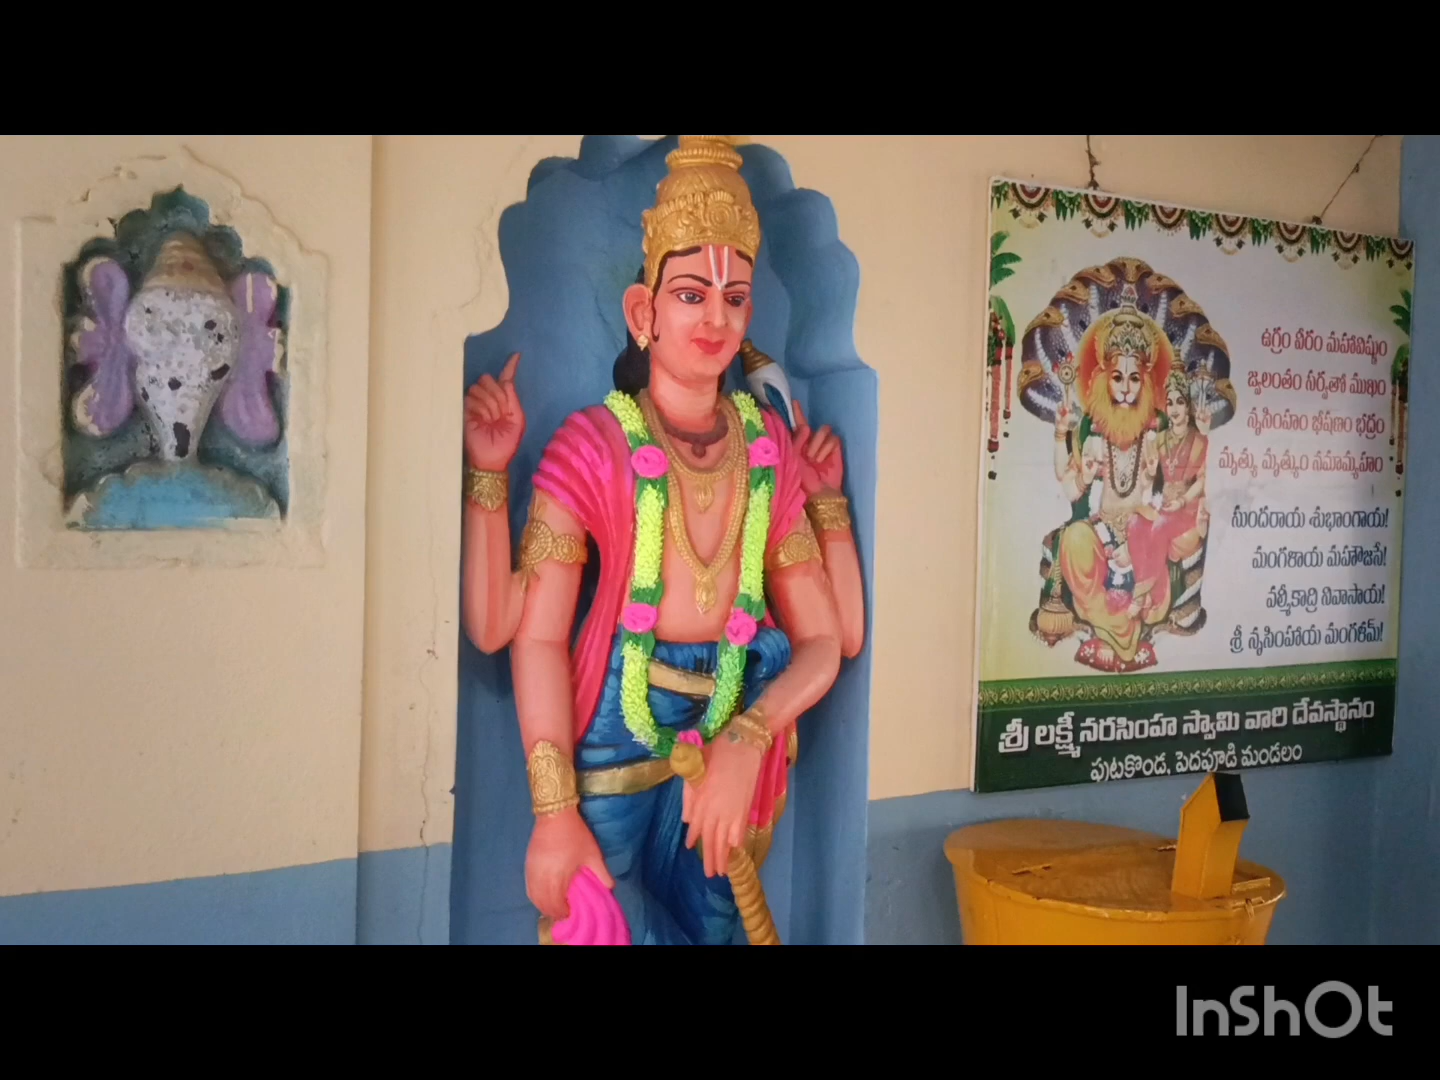 ఉగ్రం వీరం మహావిష్ణుం
జ్వలంతం సర్వతో ముఖం
నృసింహం భీషణం భద్రం
మృత్యు మృత్యుం నమామ్యహం
సుందరాయ శుభాంగాయ!
మంగళాయ మహౌజసే!
వల్మీకాద్రి నివాసాయ!
శ్రీ నృసింహాయ మంగళమ్!
శ్రీ లక్ష్మీ నరసింహ స్వామి వారి దేవస్థానం
పుటకొండ, పెదపూడి మండలం
InShOt